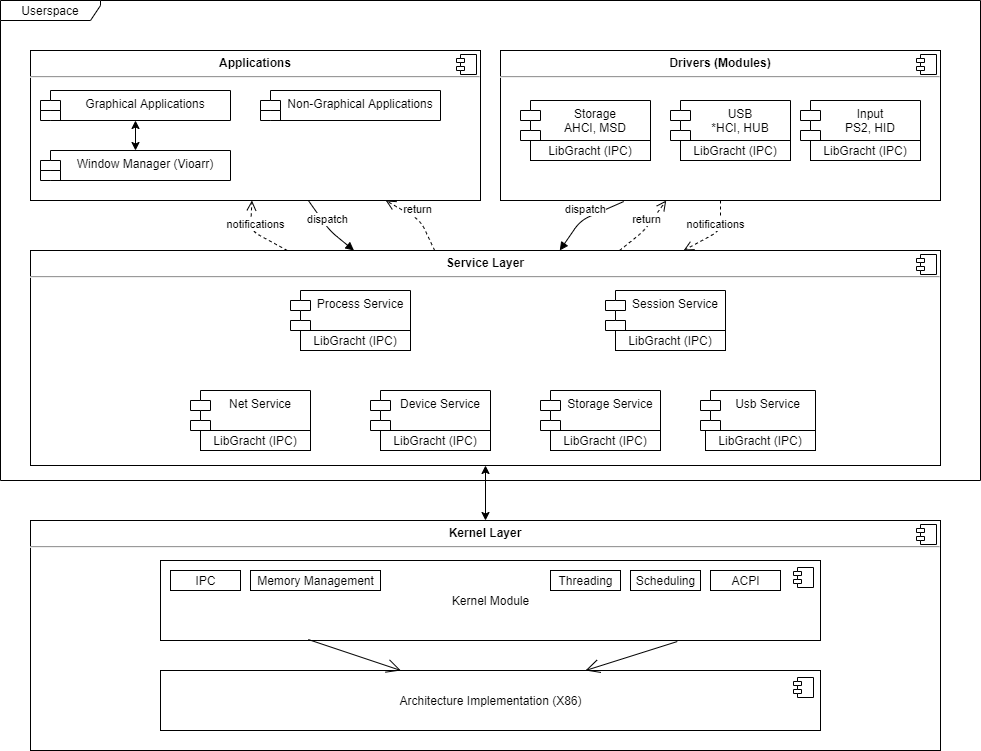 Userspace
Applications
Graphical Applications
Non-Graphical Applications
Window Manager (Vioarr)
Drivers (Modules)
Storage
AHCI, MSD
LibGracht (IPC)
USB
*HCI, HUB
LibGracht (IPC)
Input
PS2, HID
LibGracht (IPC)
notifications
dispatch
return
dispatch
return
notifications
Service Layer
Process Service
LibGracht (IPC)
Session Service
LibGracht (IPC)
Net Service
LibGracht (IPC)
Device Service
LibGracht (IPC)
Storage Service
LibGracht (IPC)
Usb Service
LibGracht (IPC)
Kernel Layer
IPC
Memory Management
Threading
Scheduling
ACPI
Kernel Module
Architecture Implementation (X86)